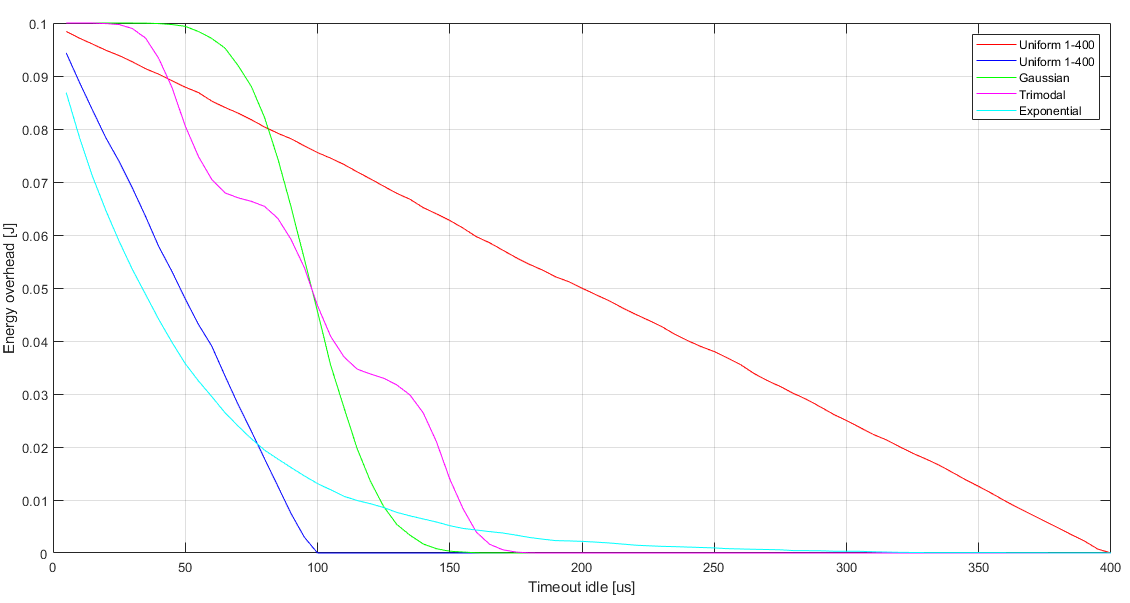 0.1
0.09
0.08
0.07
0.06
0.05
0.04
0.03
0.02
0.01
0
Energy overhead [J]
Uniform 1-400
Uniform 1-400
Gaussian
Trimodal
Exponential
0 50 100 150 200 250 300 350 400
Timeout idle [us]